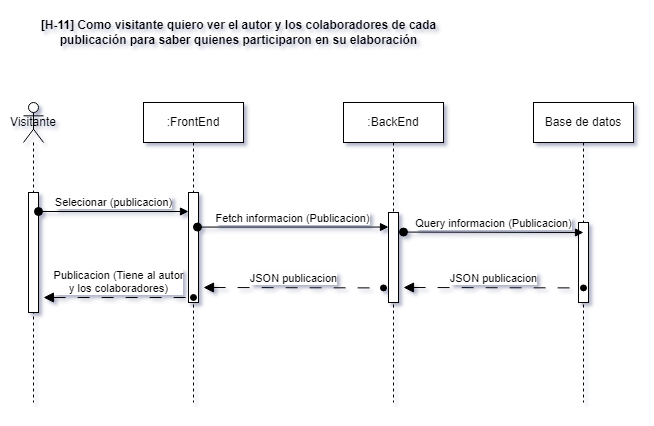 [H-11] Como visitante quiero ver el autor y los colaboradores de cada
publicación para saber quienes participaron en su elaboración
Visitante
:FrontEnd
:BackEnd
Base de datos
Selecionar (publicacion)
Fetch informacion (Publicacion)
Query informacion (Publicacion)
Publicacion (Tiene al autor
y los colaboradores)
JSON publicacion
JSON publicacion